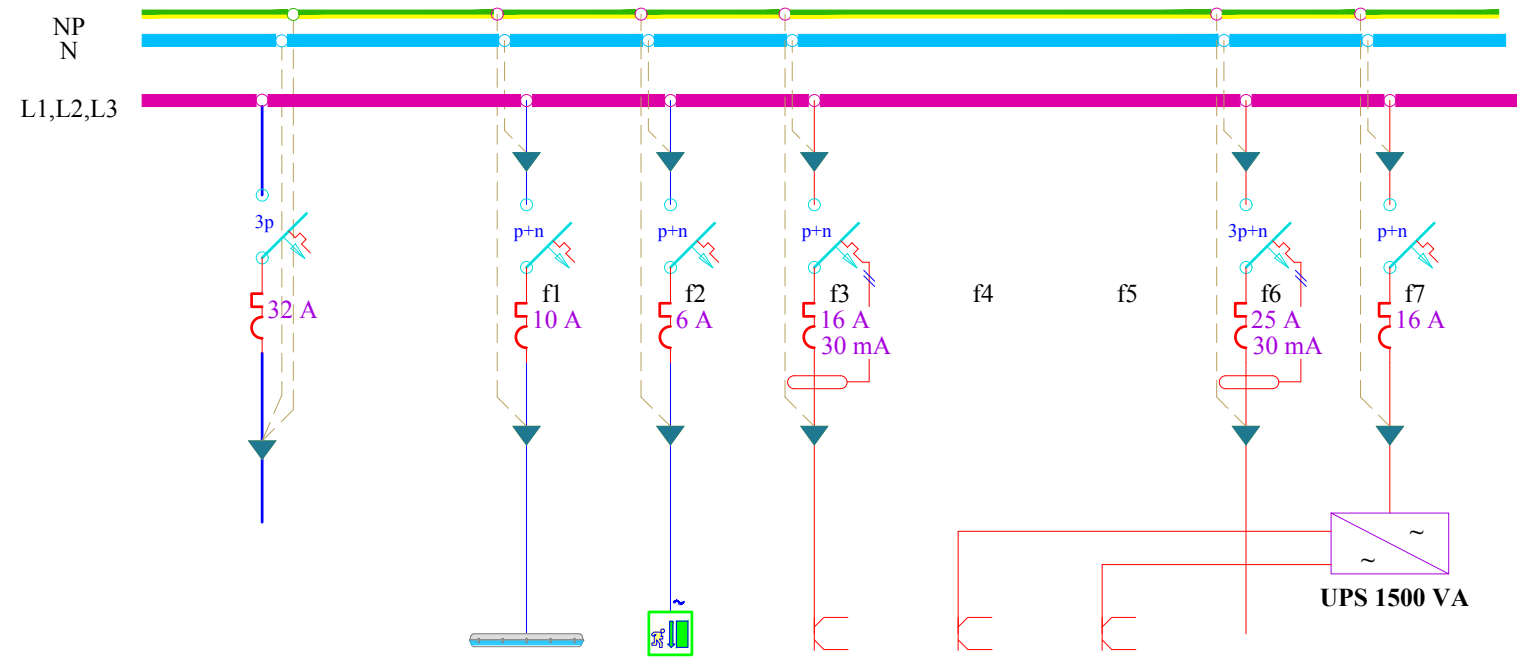 NP
N
L1,L2,L3
3p
p+n
p+n
p+n
3p+n
p+n
f1
f2
f3
f4
f5
f6
f7
32 A
10 A
6 A
16 A
25 A
16 A
30 mA
30 mA
~
~
~
UPS 1500 VA